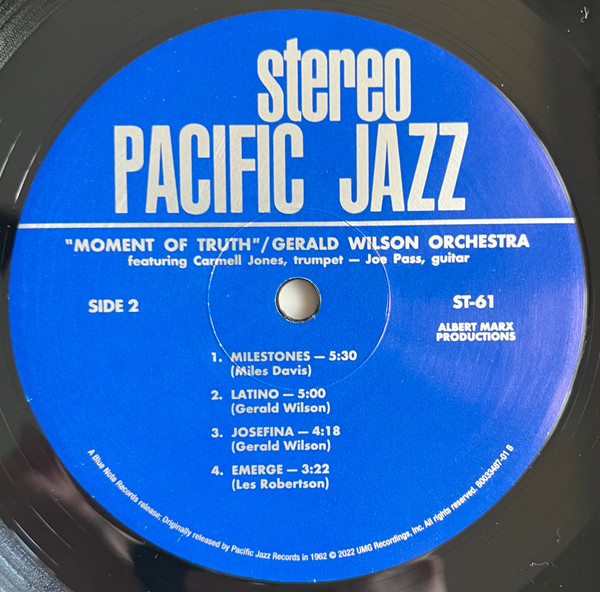 stereo
PACIFIC JAZZ
"MOMENT OF TRUTH"/GERALD WILSON ORCHESTRA
featuring Carmell Jones, trumpet — Joe Pass, guitar
SIDE 2
ST-61
ALBERT MARX
PRODUCTIONS
1. MILESTONES — 5:30
(Miles Davis)
2. LATINO — 5:00
(Gerald Wilson)
3. JOSEFINA — 4:18
(Gerald Wilson)
4. EMERGE — 3:22
(Les Robertson)
A Blue Note Records release; Originally released by Pacific Jazz Records in 1962 © 2022 UMG Recordings, Inc. All rights reserved. B0033487-01 B